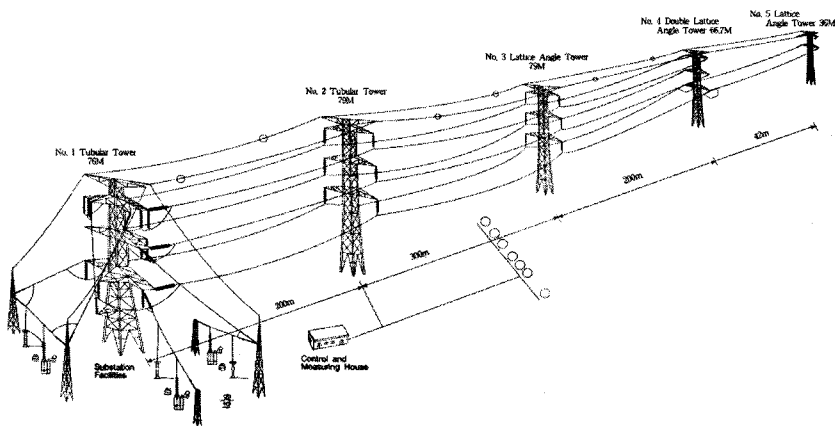 No. 4 Double Lattice
Angle Tower 66.7M
No. 5 Lattice
Angle Tower 36M
No. 3 Lattice Angle Tower
79M
No. 2 Tubular Tower
79M
No. 1 Tubular Tower
76M
42m
200m
300m
200m
Substation
Facilities
Control and
Measuring House